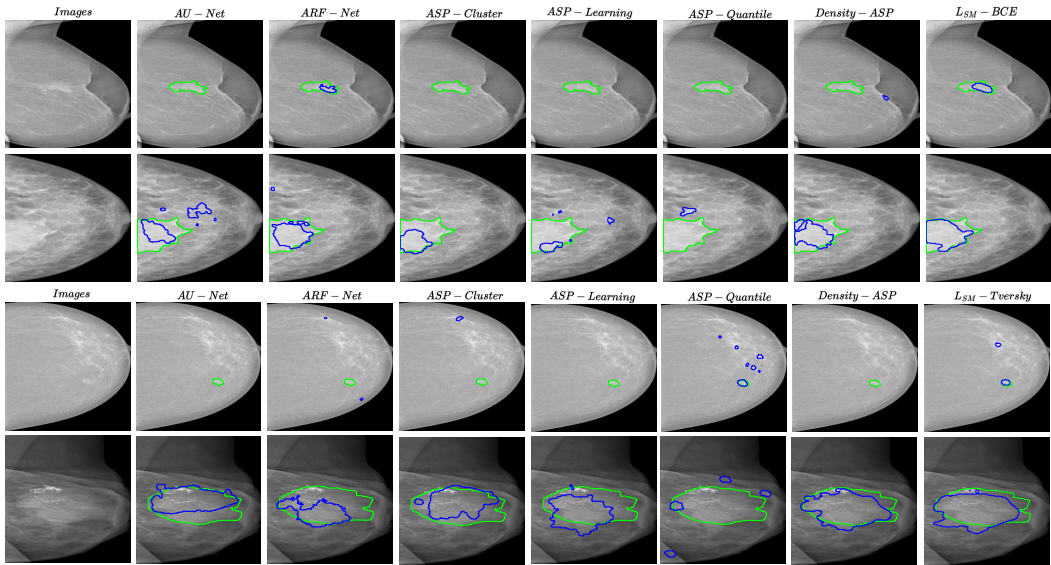 Images AU − Net ARF − Net ASP − Cluster ASP − Learning ASP − Quantile Density − ASP L_SM − BCE
Images AU − Net ARF − Net ASP − Cluster ASP − Learning ASP − Quantile Density − ASP L_SM − Tversky